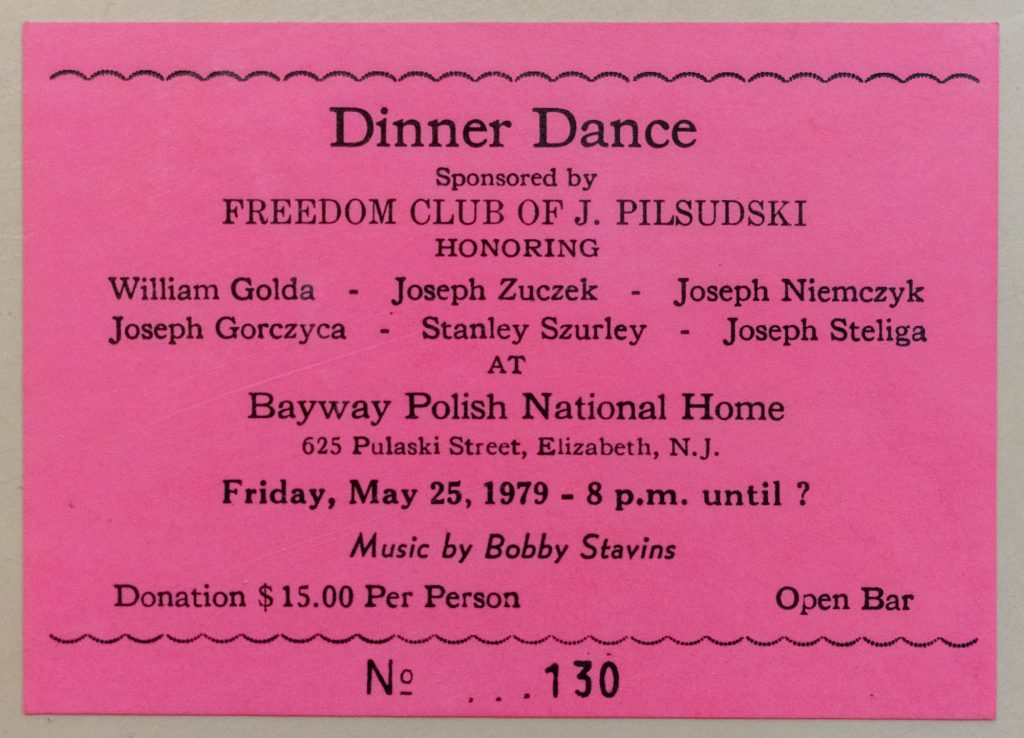 Dinner Dance
Sponsored by
FREEDOM CLUB OF J. PILSUDSKI
HONORING
William Golda - Joseph Zuczek - Joseph Niemczyk
Joseph Gorczyca - Stanley Szurley - Joseph Steliga
AT
Bayway Polish National Home
625 Pulaski Street, Elizabeth, N.J.
Friday, May 25, 1979 - 8 p.m. until ?
Music by Bobby Stavins
Donation $15.00 Per Person Open Bar
Nº ...130